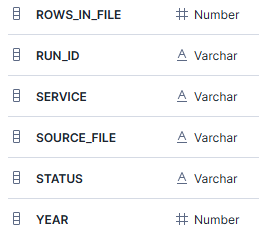 ROWS_IN_FILE # Number
RUN_ID A Varchar
SERVICE A Varchar
SOURCE_FILE A Varchar
STATUS A Varchar
YEAR # Number